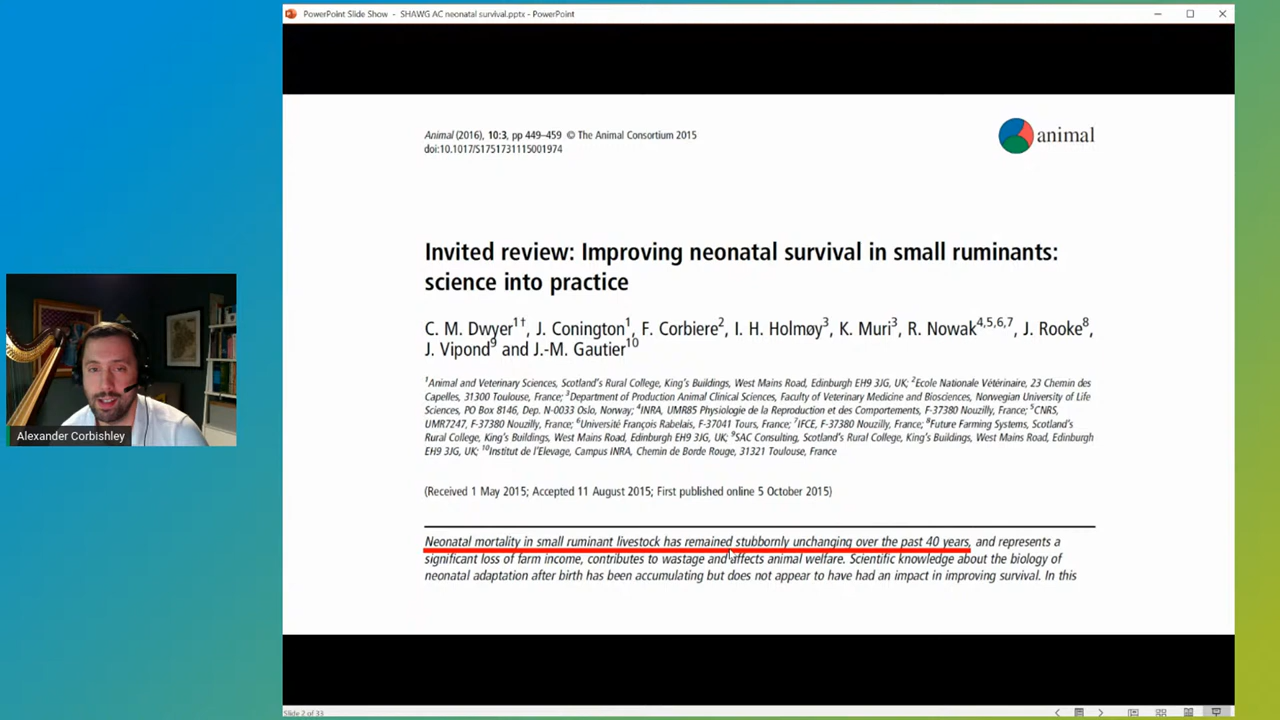 PowerPoint Slide Show - SHAWG AC neonatal survival.pptx - PowerPoint
Animal (2016), 10:3, pp 449–459 © The Animal Consortium 2015
doi:10.1017/S1751731115001974
animal
Invited review: Improving neonatal survival in small ruminants:
science into practice
C. M. Dwyer1†, J. Conington1, F. Corbiere2, I. H. Holmøy3, K. Muri3, R. Nowak4,5,6,7, J. Rooke8,
J. Vipond9 and J.-M. Gautier10
1Animal and Veterinary Sciences, Scotland's Rural College, King's Buildings, West Mains Road, Edinburgh EH9 3JG, UK; 2Ecole Nationale Vétérinaire, 23 Chemin des
Capelles, 31300 Toulouse, France; 3Department of Production Animal Clinical Sciences, Faculty of Veterinary Medicine and Biosciences, Norwegian University of Life
Sciences, PO Box 8146, Dep. N-0033 Oslo, Norway; 4INRA, UMR85 Physiologie de la Reproduction et des Comportements, F-37380 Nouzilly, France; 5CNRS,
UMR7247, F-37380 Nouzilly, France; 6Université François Rabelais, F-37041 Tours, France; 7IFCE, F-37380 Nouzilly, France; 8Future Farming Systems, Scotland's
Rural College, King's Buildings, West Mains Road, Edinburgh EH9 3JG, UK; 9SAC Consulting, Scotland's Rural College, King's Buildings, West Mains Road, Edinburgh
EH9 3JG, UK; 10Institut de l'Elevage, Campus INRA, Chemin de Borde Rouge, 31321 Toulouse, France
Alexander Corbishley
(Received 1 May 2015; Accepted 11 August 2015; First published online 5 October 2015)
Neonatal mortality in small ruminant livestock has remained stubbornly unchanging over the past 40 years, and represents a
significant loss of farm income, contributes to wastage and affects animal welfare. Scientific knowledge about the biology of
neonatal adaptation after birth has been accumulating but does not appear to have had an impact in improving survival. In this
Slide 2 of 33